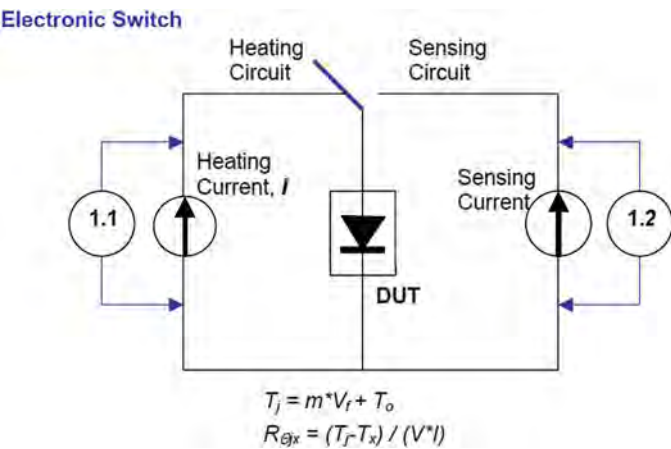 Electronic Switch
Heating
Circuit
Sensing
Circuit
Heating
Current, I
Sensing
Current
1.1
1.2
DUT
Tj = m*Vf + To
RΘjx = (Tj-Tx) / (V*I)